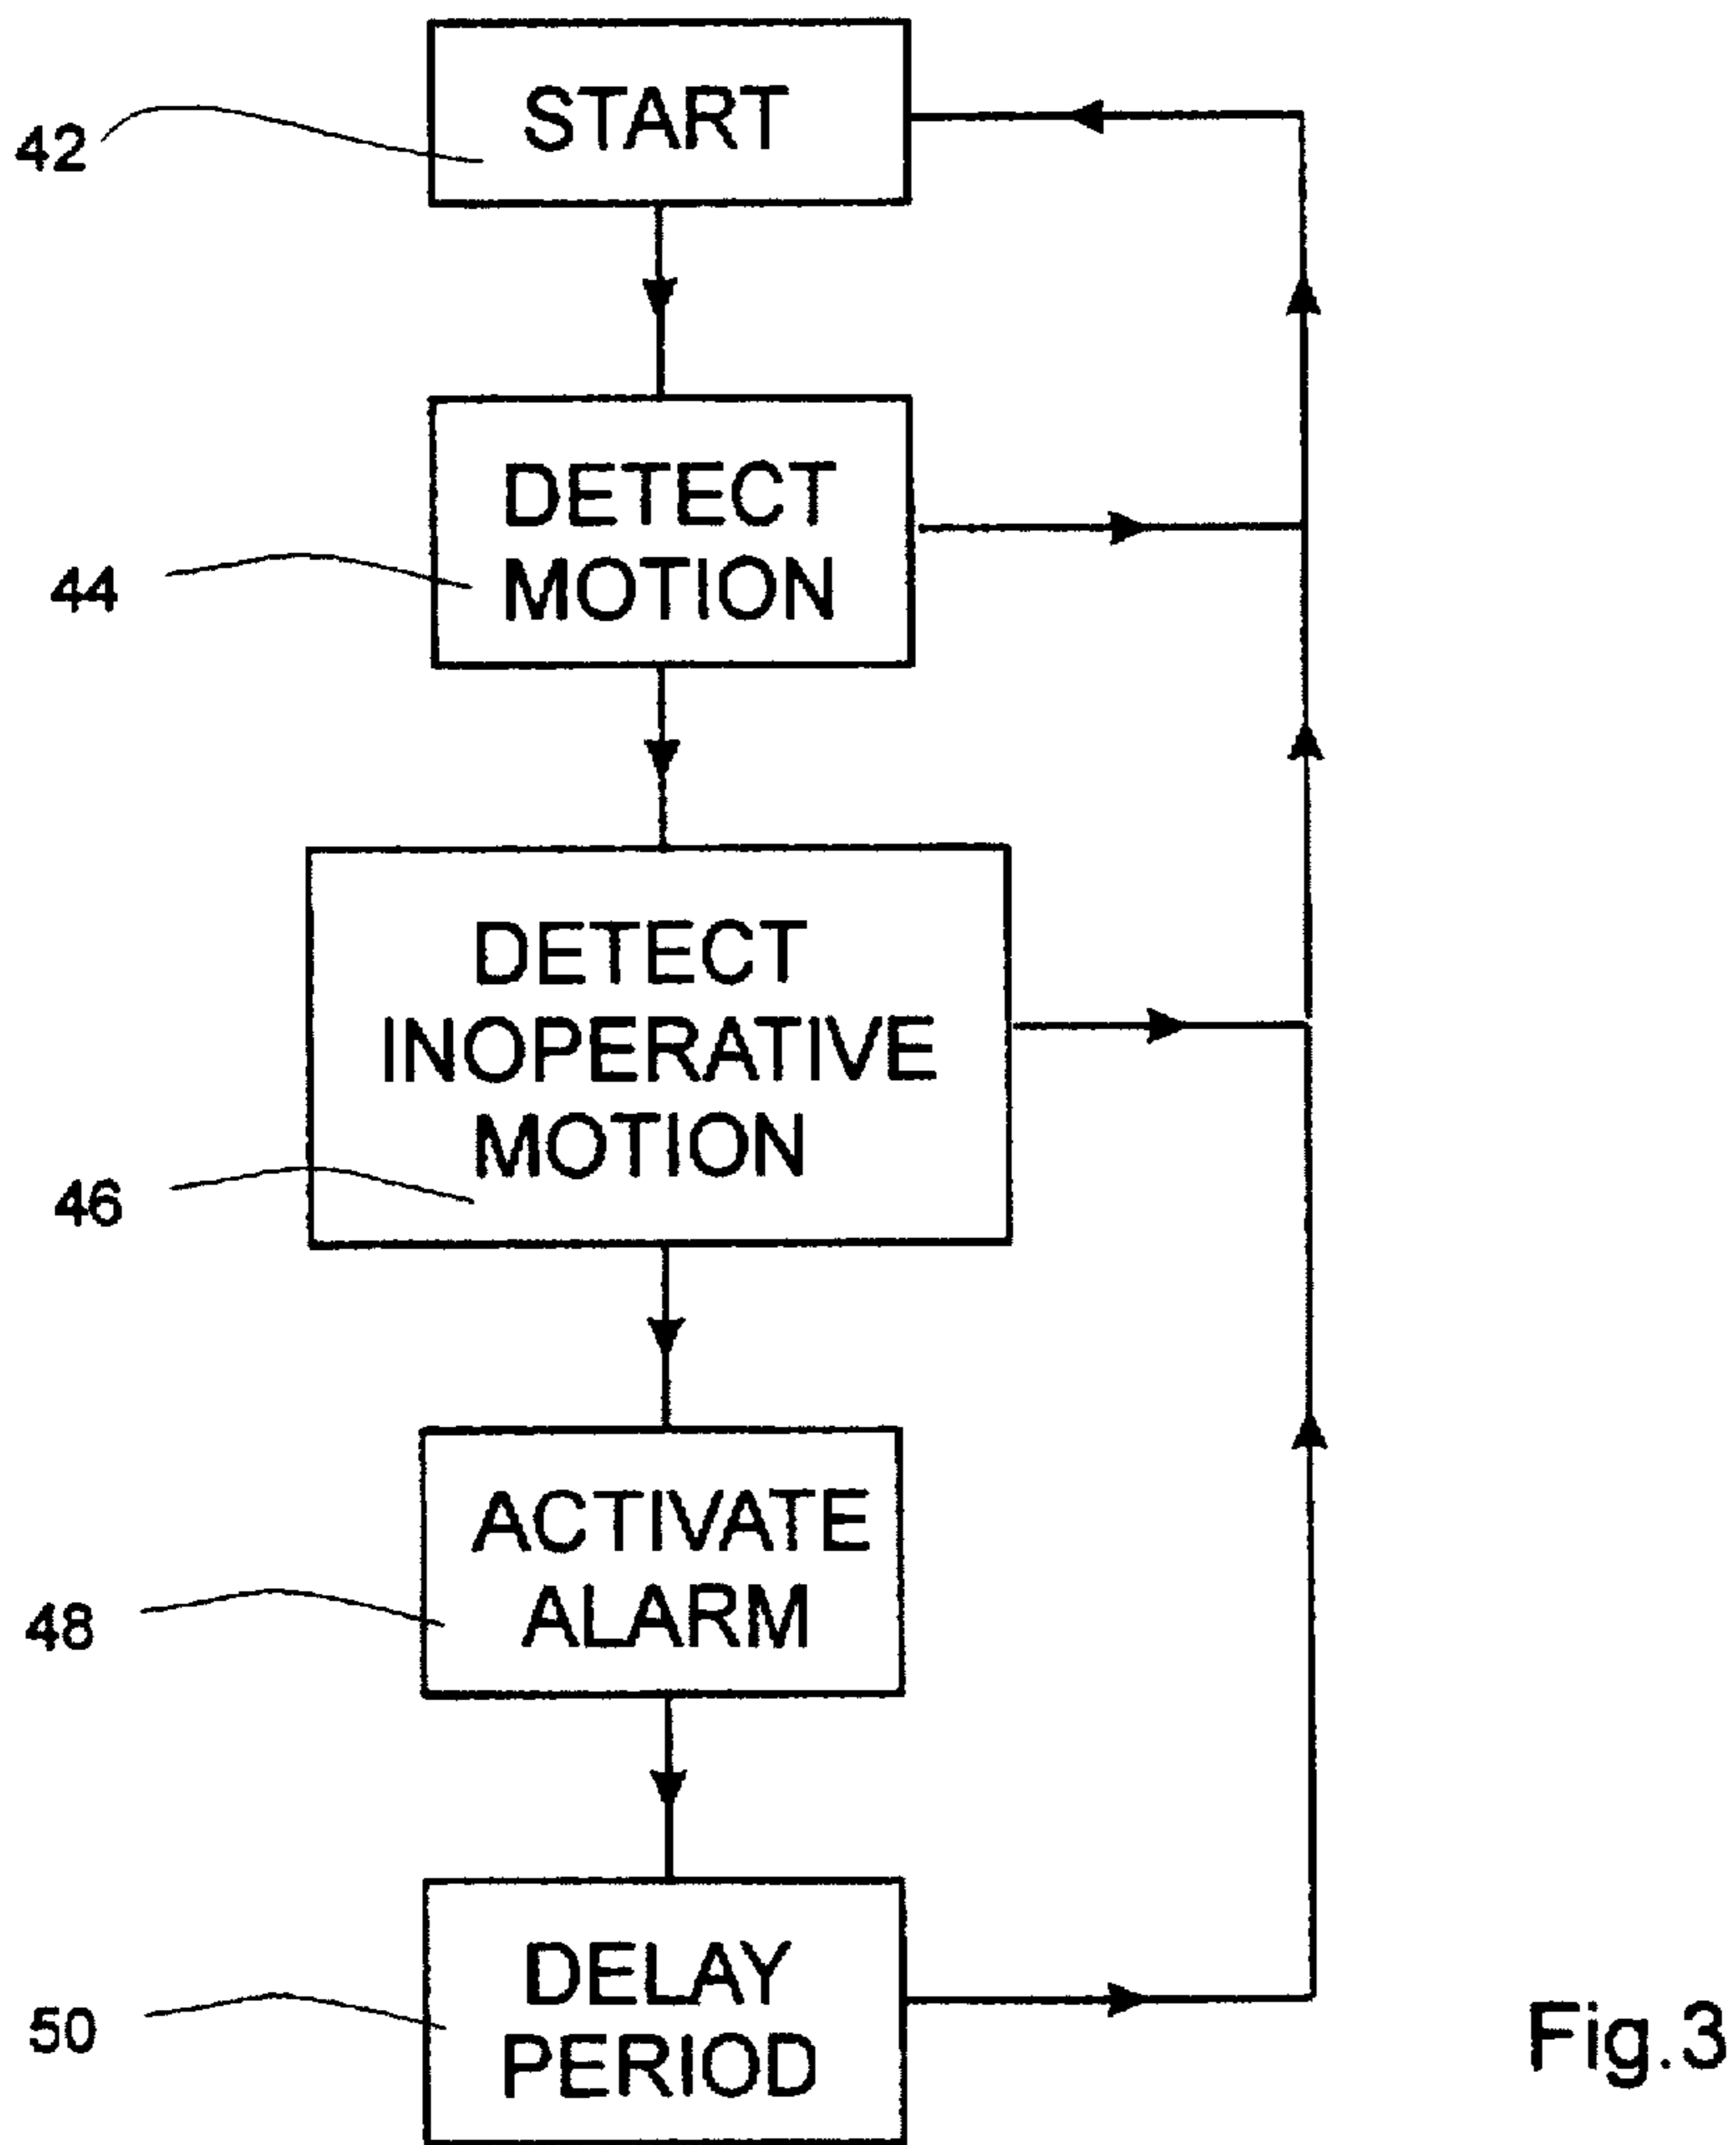 START
42
DETECT
MOTION
44
DETECT
INOPERATIVE
MOTION
46
ACTIVATE
ALARM
48
DELAY
PERIOD
50
Fig.3